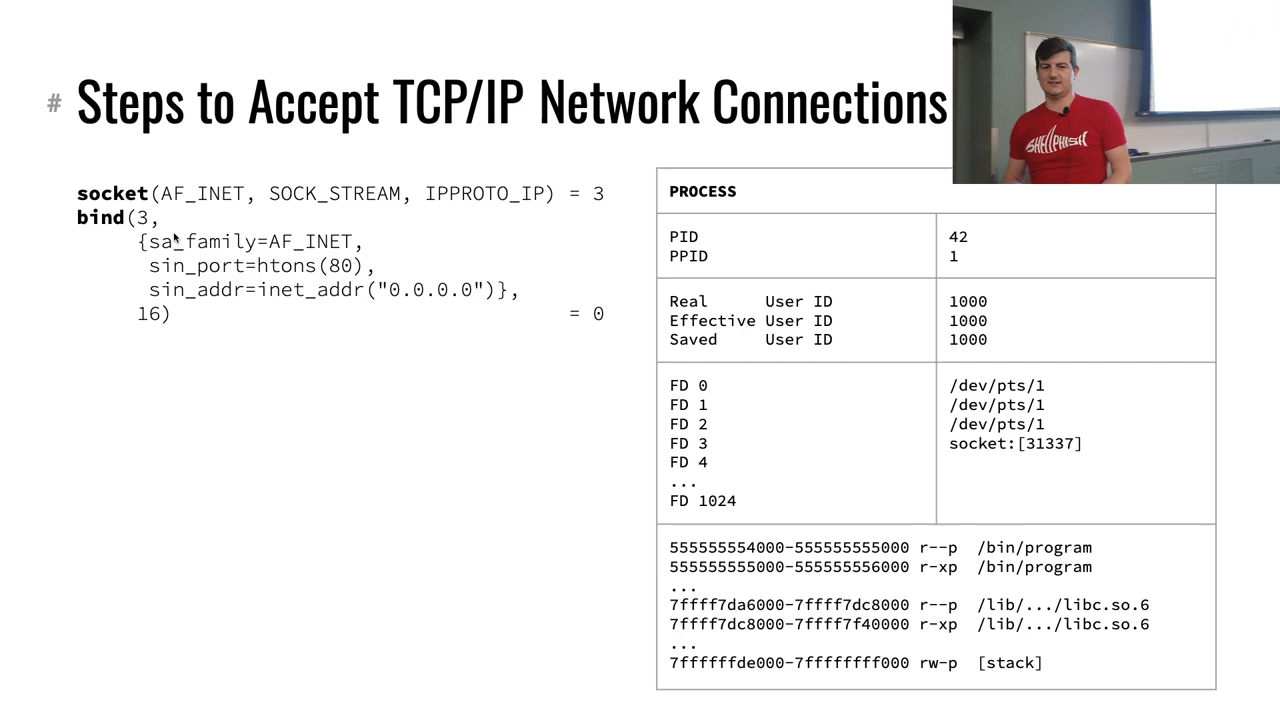 # Steps to Accept TCP/IP Network Connections
SHELLPHISH
socket(AF_INET, SOCK_STREAM, IPPROTO_IP) = 3
bind(3,
{sa_family=AF_INET,
sin_port=htons(80),
sin_addr=inet_addr("0.0.0.0")},
16) = 0
PROCESS
PID 42
PPID 1
Real User ID 1000
Effective User ID 1000
Saved User ID 1000
FD 0 /dev/pts/1
FD 1 /dev/pts/1
FD 2 /dev/pts/1
FD 3 socket:[31337]
FD 4
...
FD 1024
555555554000-555555555000 r--p /bin/program
555555555000-555555556000 r-xp /bin/program
...
7ffff7da6000-7ffff7dc8000 r--p /lib/.../libc.so.6
7ffff7dc8000-7ffff7f40000 r-xp /lib/.../libc.so.6
...
7ffffffde000-7ffffffff000 rw-p [stack]